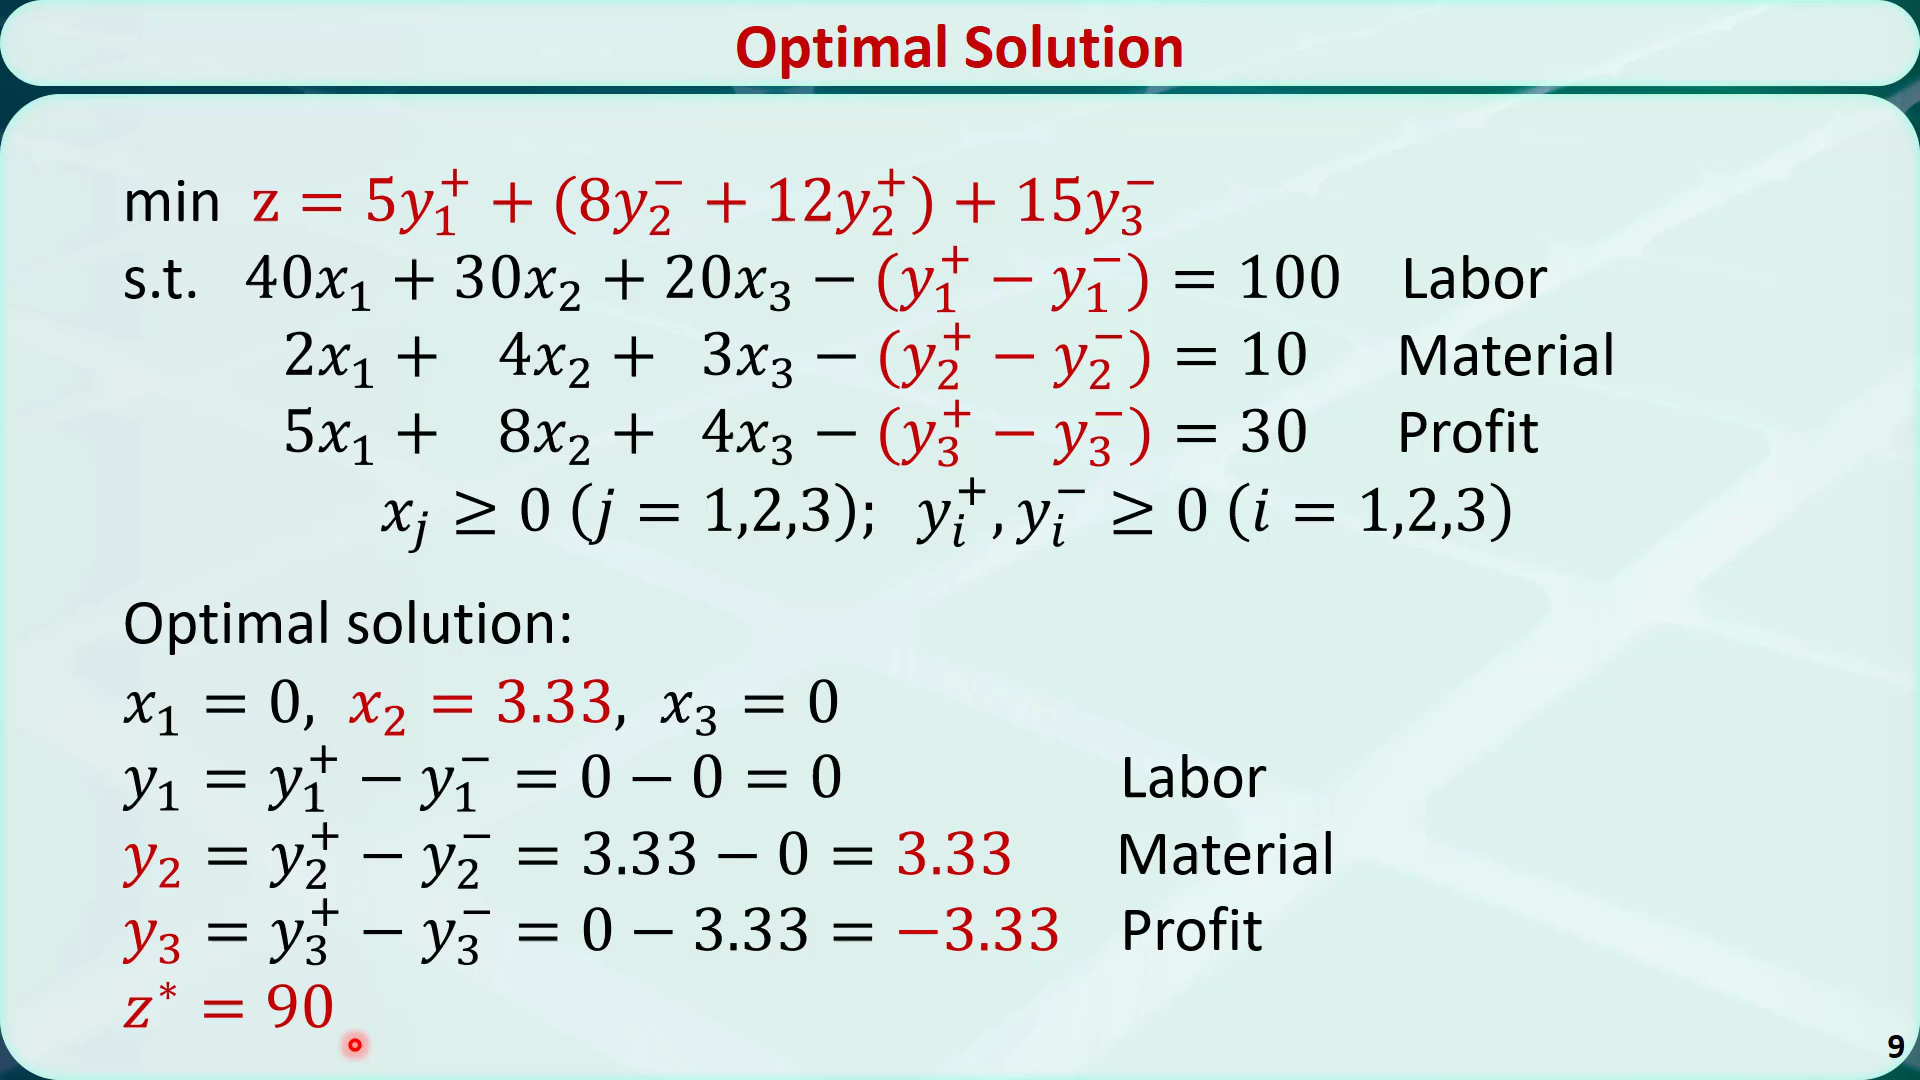 Optimal Solution
min z = 5y₁⁺ + (8y₂⁻ + 12y₂⁺) + 15y₃⁻
s.t. 40x₁ + 30x₂ + 20x₃ − (y₁⁺ − y₁⁻) = 100 Labor
2x₁ + 4x₂ + 3x₃ − (y₂⁺ − y₂⁻) = 10 Material
5x₁ + 8x₂ + 4x₃ − (y₃⁺ − y₃⁻) = 30 Profit
xⱼ ≥ 0 (j = 1,2,3); yᵢ⁺, yᵢ⁻ ≥ 0 (i = 1,2,3)
Optimal solution:
x₁ = 0, x₂ = 3.33, x₃ = 0
y₁ = y₁⁺ − y₁⁻ = 0 − 0 = 0 Labor
y₂ = y₂⁺ − y₂⁻ = 3.33 − 0 = 3.33 Material
y₃ = y₃⁺ − y₃⁻ = 0 − 3.33 = −3.33 Profit
z* = 90
9